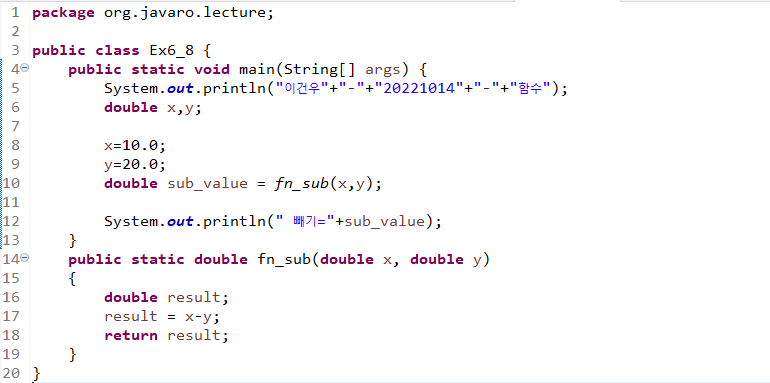 1 package org.javaro.lecture;
2
3 public class Ex6_8 {
4 public static void main(String[] args) {
5 System.out.println("이건우"+"-"+"20221014"+"-"+"함수");
6 double x,y;
7
8 x=10.0;
9 y=20.0;
10 double sub_value = fn_sub(x,y);
11
12 System.out.println(" 빼기="+sub_value);
13 }
14 public static double fn_sub(double x, double y)
15 {
16 double result;
17 result = x-y;
18 return result;
19 }
20 }